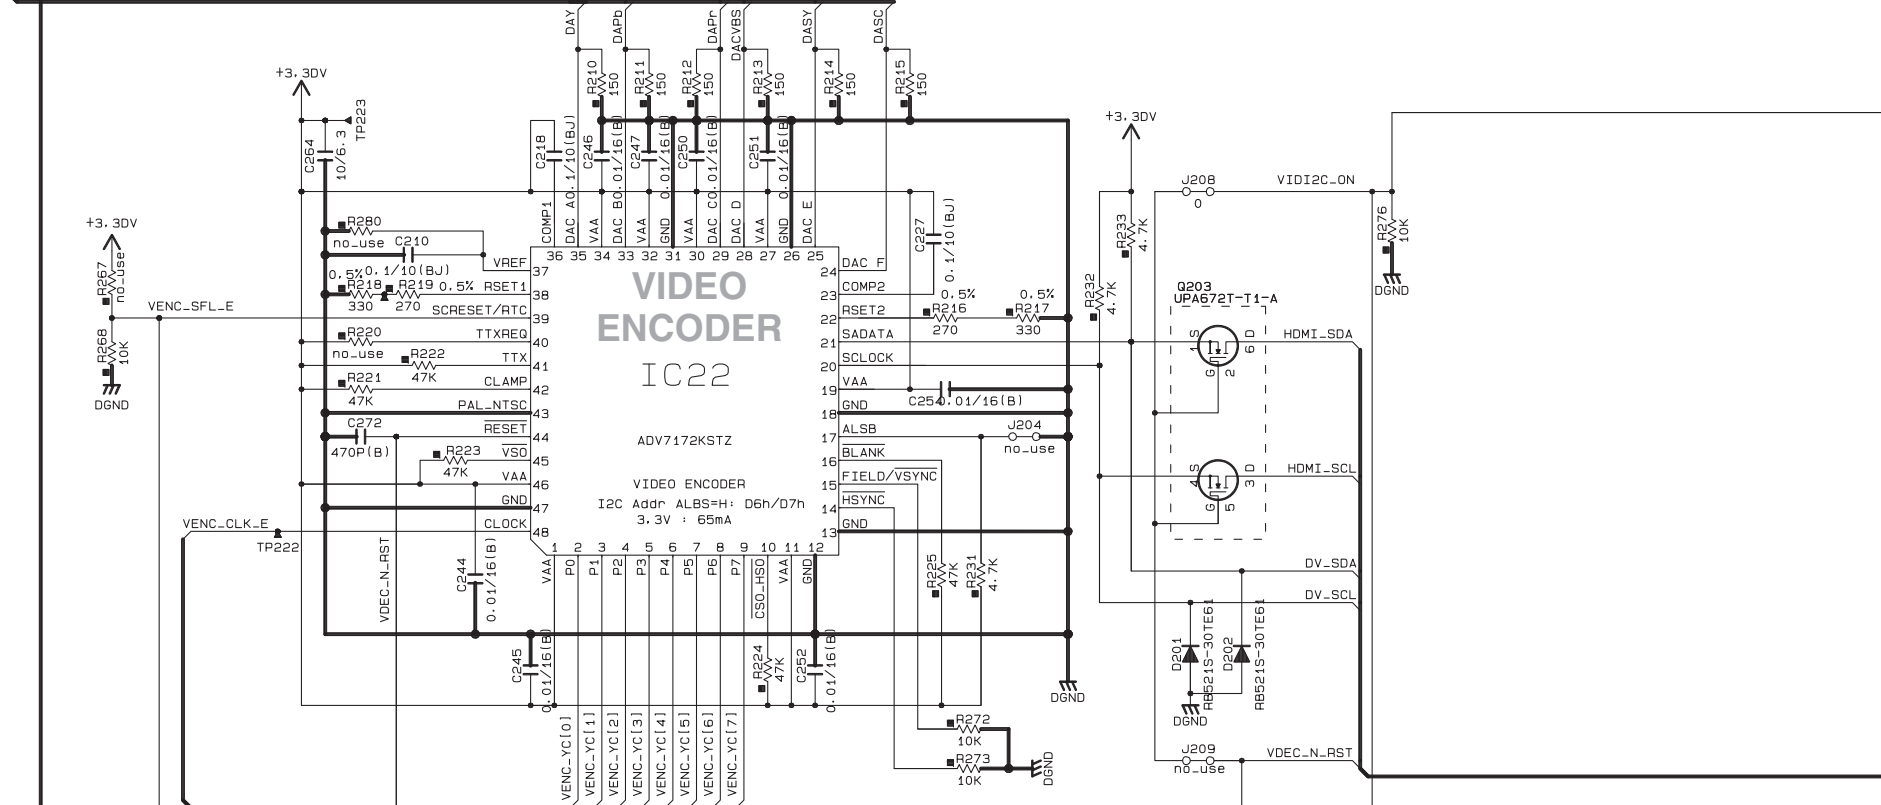 DAY
DAPb
DAPr
DACVBS
DASY
DASC
R210
150
R211
150
R212
150
R213
150
R214
150
R215
150
+3.3DV
TP223
C264
10/6.3
C218
0.1/10(BJ)
C246
0.01/16(B)
C247
0.01/16(B)
C250
0.01/16(B)
C251
0.01/16(B)
C227
0.1/10(BJ)
COMP1
DAC A
VAA
DAC B
VAA
GND
VAA
DAC C
DAC D
VAA
GND
DAC E
36 35 34 33 32 31 30 29 28 27 26 25
+3.3DV
R267
no_use
R268
10K
DGND
VENC_SFL_E
R280
no_use
C210
0.1/10(BJ)
0.5%
R218
330
R219
270
0.5%
R220
no_use
R222
47K
R221
47K
C272
470P(B)
R223
47K
VENC_CLK_E
TP222
VDEC_N_RST
C244
0.01/16(B)
VREF 37
RSET1 38
SCRESET/RTC 39
TTXREQ 40
TTX 41
CLAMP 42
PAL_NTSC 43
RESET 44
VSO 45
VAA 46
GND 47
CLOCK 48
VIDEO
ENCODER
IC22
ADV7172KSTZ
VIDEO ENCODER
I2C Addr ALBS=H: D6h/D7h
3.3V : 65mA
24 DAC F
23 COMP2
22 RSET2
21 SADATA
20 SCLOCK
19 VAA
18 GND
17 ALSB
16 BLANK
15 FIELD/VSYNC
14 HSYNC
13 GND
0.5%
R216
270
0.5%
R217
330
C254
0.01/16(B)
J204
no_use
1 2 3 4 5 6 7 8 9 10 11 12
VAA
P0
P1
P2
P3
P4
P5
P6
P7
CSO_HSO
VAA
GND
C245
0.01/16(B)
R224
47K
C252
0.01/16(B)
R225
47K
R231
4.7K
VENC_YC[0]
VENC_YC[1]
VENC_YC[2]
VENC_YC[3]
VENC_YC[4]
VENC_YC[5]
VENC_YC[6]
VENC_YC[7]
R272
10K
R273
10K
DGND
DGND
+3.3DV
R233
4.7K
R232
4.7K
J208
0
VIDI2C_ON
R276
10K
DGND
Q203
UPA672T-T1-A
1 S
D 6
G 2
HDMI_SDA
4 S
D 3
G 5
HDMI_SCL
DV_SDA
DV_SCL
D201
RB521S-30TE61
D202
RB521S-30TE61
DGND
J209
no_use
VDEC_N_RST